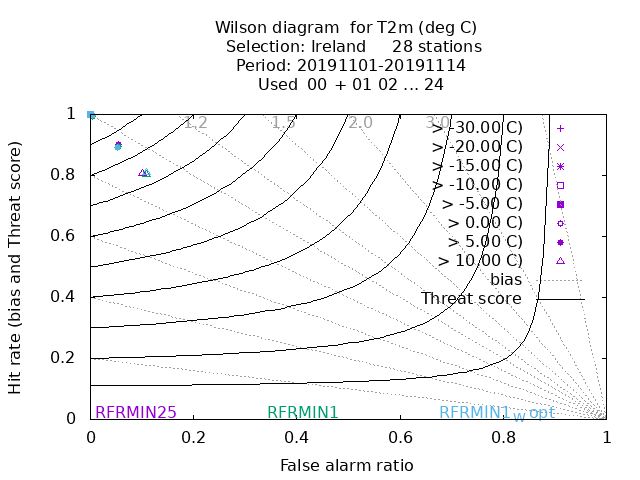 Wilson diagram for T2m (deg C)
Selection: Ireland 28 stations
Period: 20191101-20191114
Used 00 + 01 02 ... 24
Hit rate (bias and Threat score)
1
0.8
0.6
0.4
0.2
0
1.2 1.5 2.0 3.0
> -30.00 C)
> -20.00 C)
> -15.00 C)
> -10.00 C)
> -5.00 C)
> 0.00 C)
> 5.00 C)
> 10.00 C)
bias
Threat score
RFRMIN25 RFRMIN1 RFRMIN1W opt
0 0.2 0.4 0.6 0.8 1
False alarm ratio